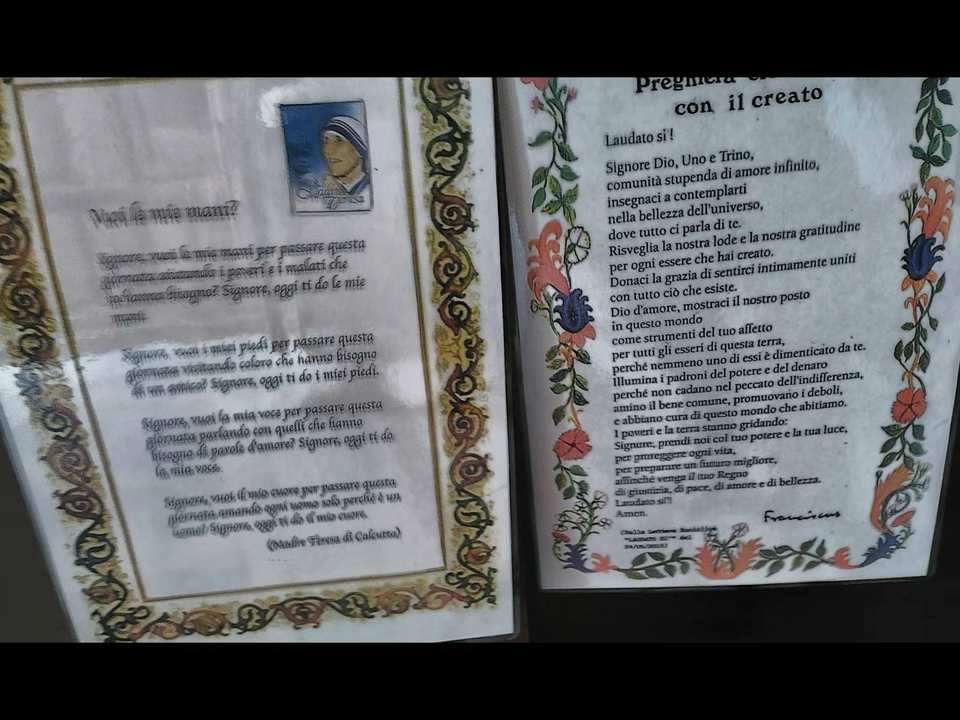 Madre
Teresa
Vuoi le mie mani?
Signore, vuoi le mie mani per passare questa
giornata aiutando i poveri e i malati che
ne hanno bisogno? Signore, oggi ti do le mie
mani.
Signore, vuoi i miei piedi per passare questa
giornata visitando coloro che hanno bisogno
di un amico? Signore, oggi ti do i miei piedi.
Signore, vuoi la mia voce per passare questa
giornata parlando con quelli che hanno
bisogno di parole d'amore? Signore, oggi ti do
la mia voce.
Signore, vuoi il mio cuore per passare questa
giornata amando ogni uomo solo perché è un
uomo? Signore, oggi ti do il mio cuore.
(Madre Teresa di Calcutta)
Preghiera
con il creato
Laudato si!
Signore Dio, Uno e Trino,
comunità stupenda di amore infinito,
insegnaci a contemplarti
nella bellezza dell'universo,
dove tutto ci parla di te.
Risveglia la nostra lode e la nostra gratitudine
per ogni essere che hai creato.
Donaci la grazia di sentirci intimamente uniti
con tutto ciò che esiste.
Dio d'amore, mostraci il nostro posto
in questo mondo
come strumenti del tuo affetto
per tutti gli esseri di questa terra,
perché nemmeno uno di essi è dimenticato da te.
Illumina i padroni del potere e del denaro
perché non cadano nel peccato dell'indifferenza,
amino il bene comune, promuovano i deboli,
e abbiano cura di questo mondo che abitiamo.
I poveri e la terra stanno gridando:
Signore, prendi noi col tuo potere e la tua luce,
per proteggere ogni vita,
per preparare un futuro migliore,
affinché venga il tuo Regno
di giustizia, di pace, di amore e di bellezza.
Laudato si!
Amen.
Franciscus
(Dalla Lettera Enciclica
"LAUDATO SI'" del
24/05/2015)